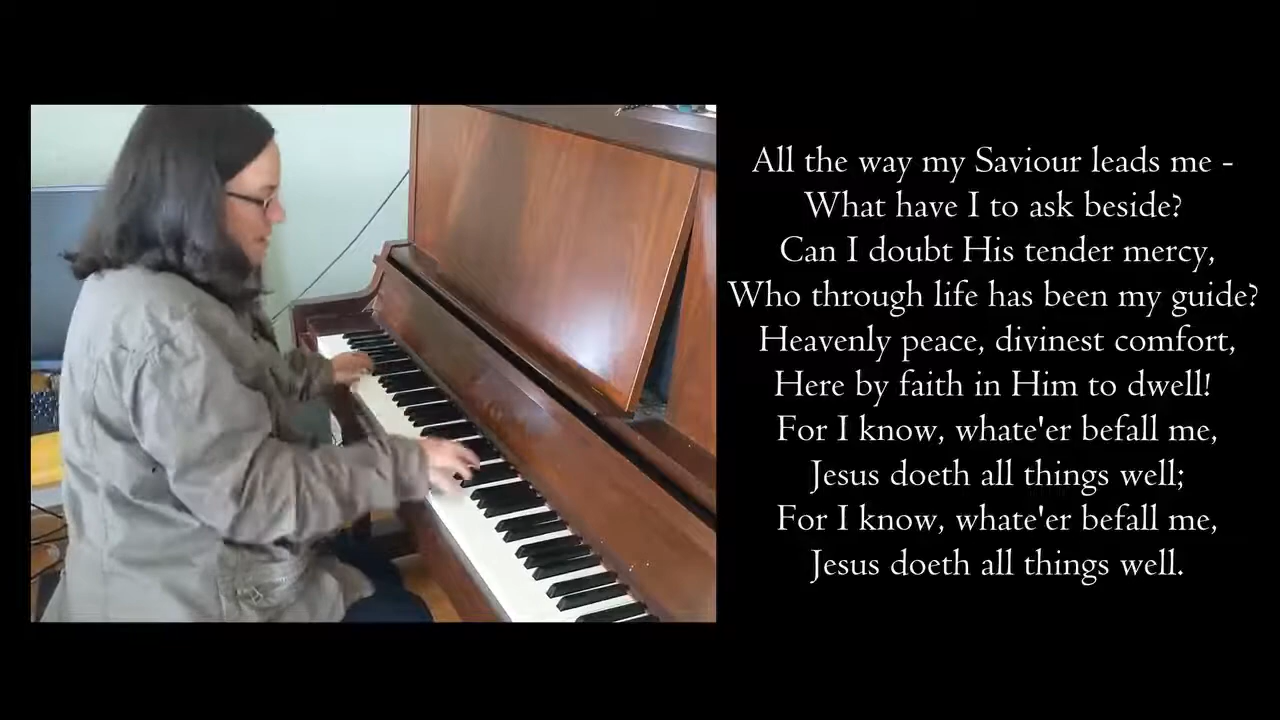 All the way my Saviour leads me -
What have I to ask beside?
Can I doubt His tender mercy,
Who through life has been my guide?
Heavenly peace, divinest comfort,
Here by faith in Him to dwell!
For I know, whate'er befall me,
Jesus doeth all things well;
For I know, whate'er befall me,
Jesus doeth all things well.